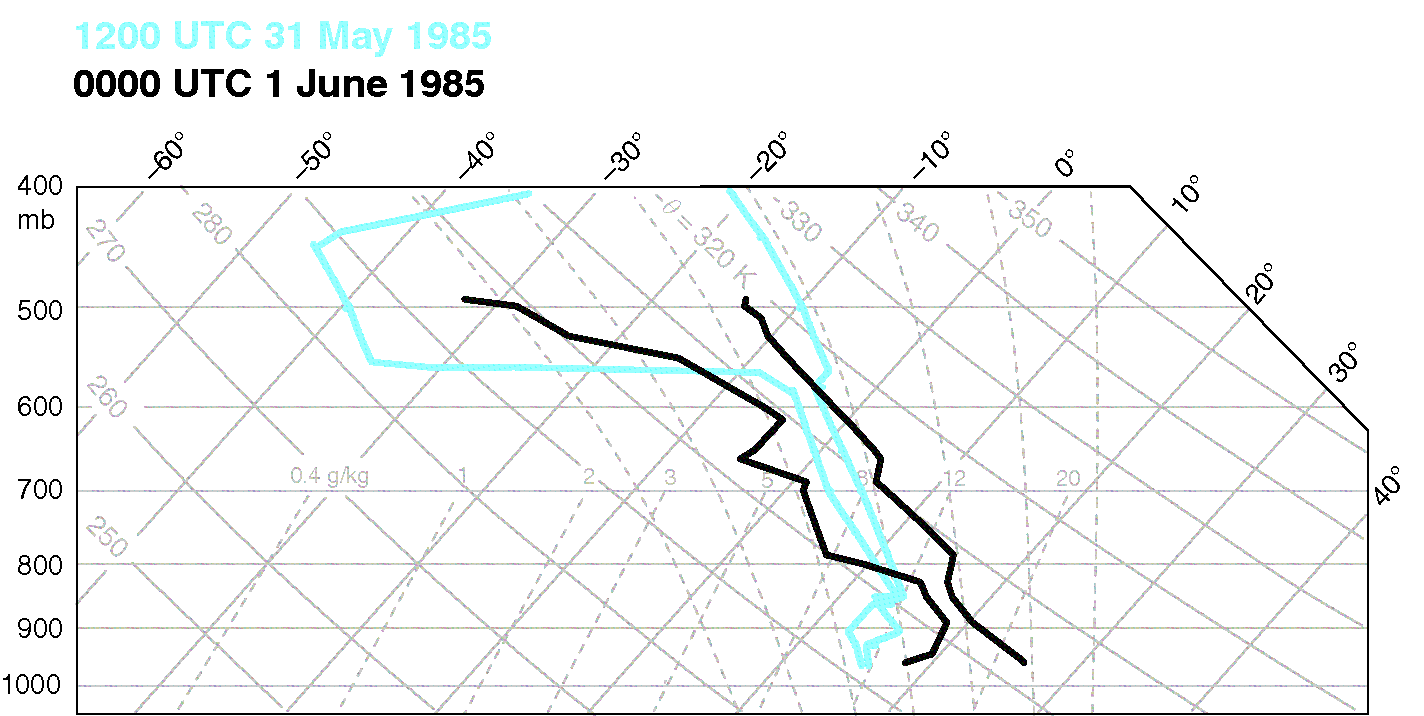 1200 UTC 31 May 1985
0000 UTC 1 June 1985
–60° –50° –40° –30° –20° –10° 0° 10° 20° 30° 40°
400
mb
500
600
700
800
900
1000
270 280 θ = 320 K 330 340 350
260
250
0.4 g/kg 1 2 3 5 8 12 20